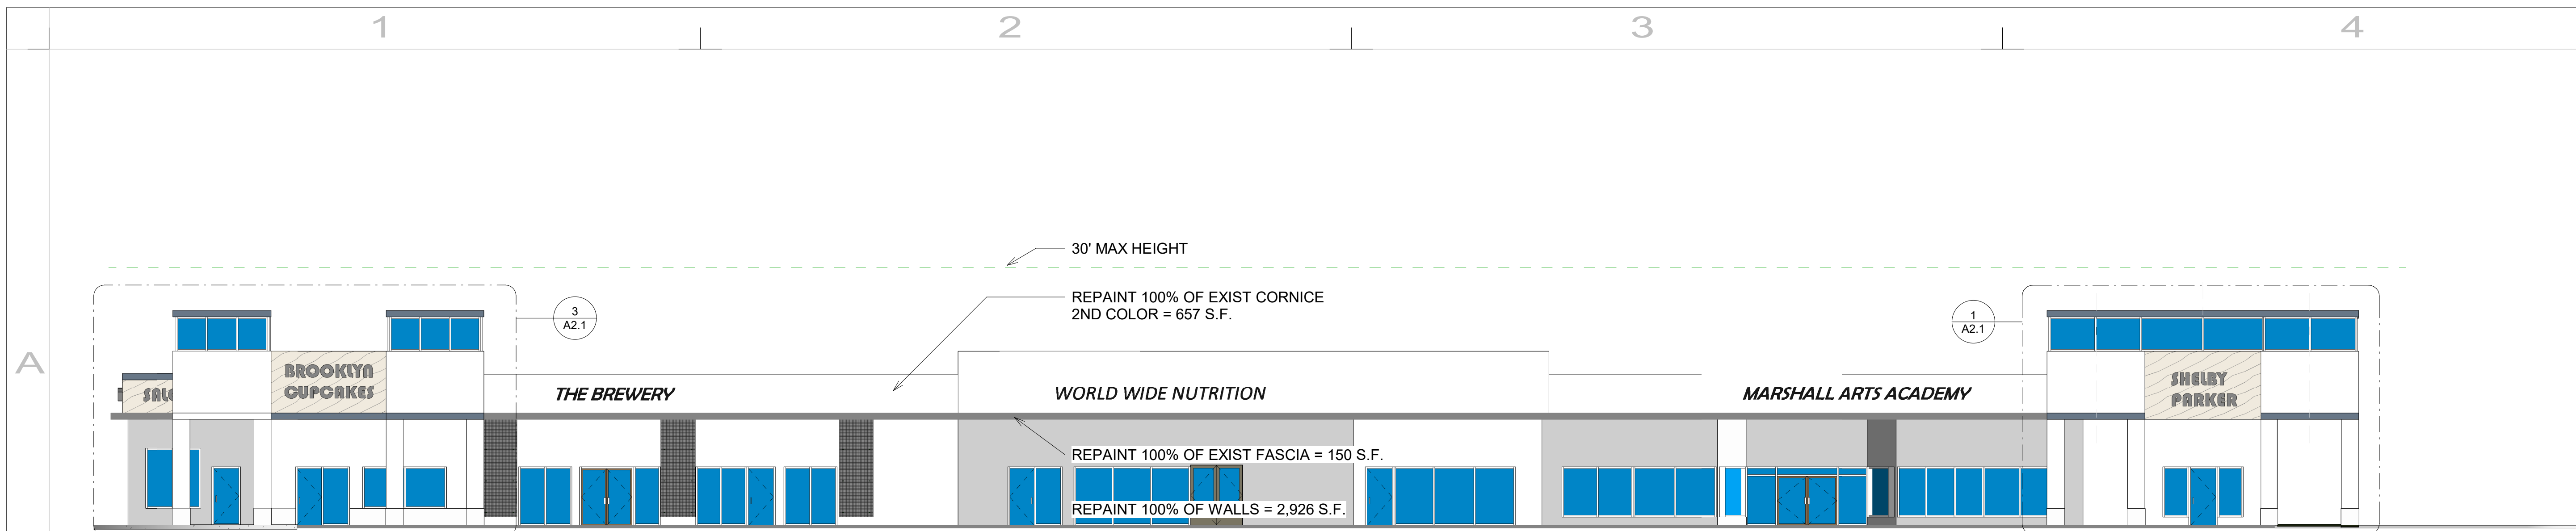 1 2 3 4
30' MAX HEIGHT
REPAINT 100% OF EXIST CORNICE
2ND COLOR = 657 S.F.
3
A2.1
1
A2.1
A
BROOKLYN
CUPCAKES
THE BREWERY
WORLD WIDE NUTRITION
MARSHALL ARTS ACADEMY
SHELBY
PARKER
REPAINT 100% OF EXIST FASCIA = 150 S.F.
REPAINT 100% OF WALLS = 2,926 S.F.